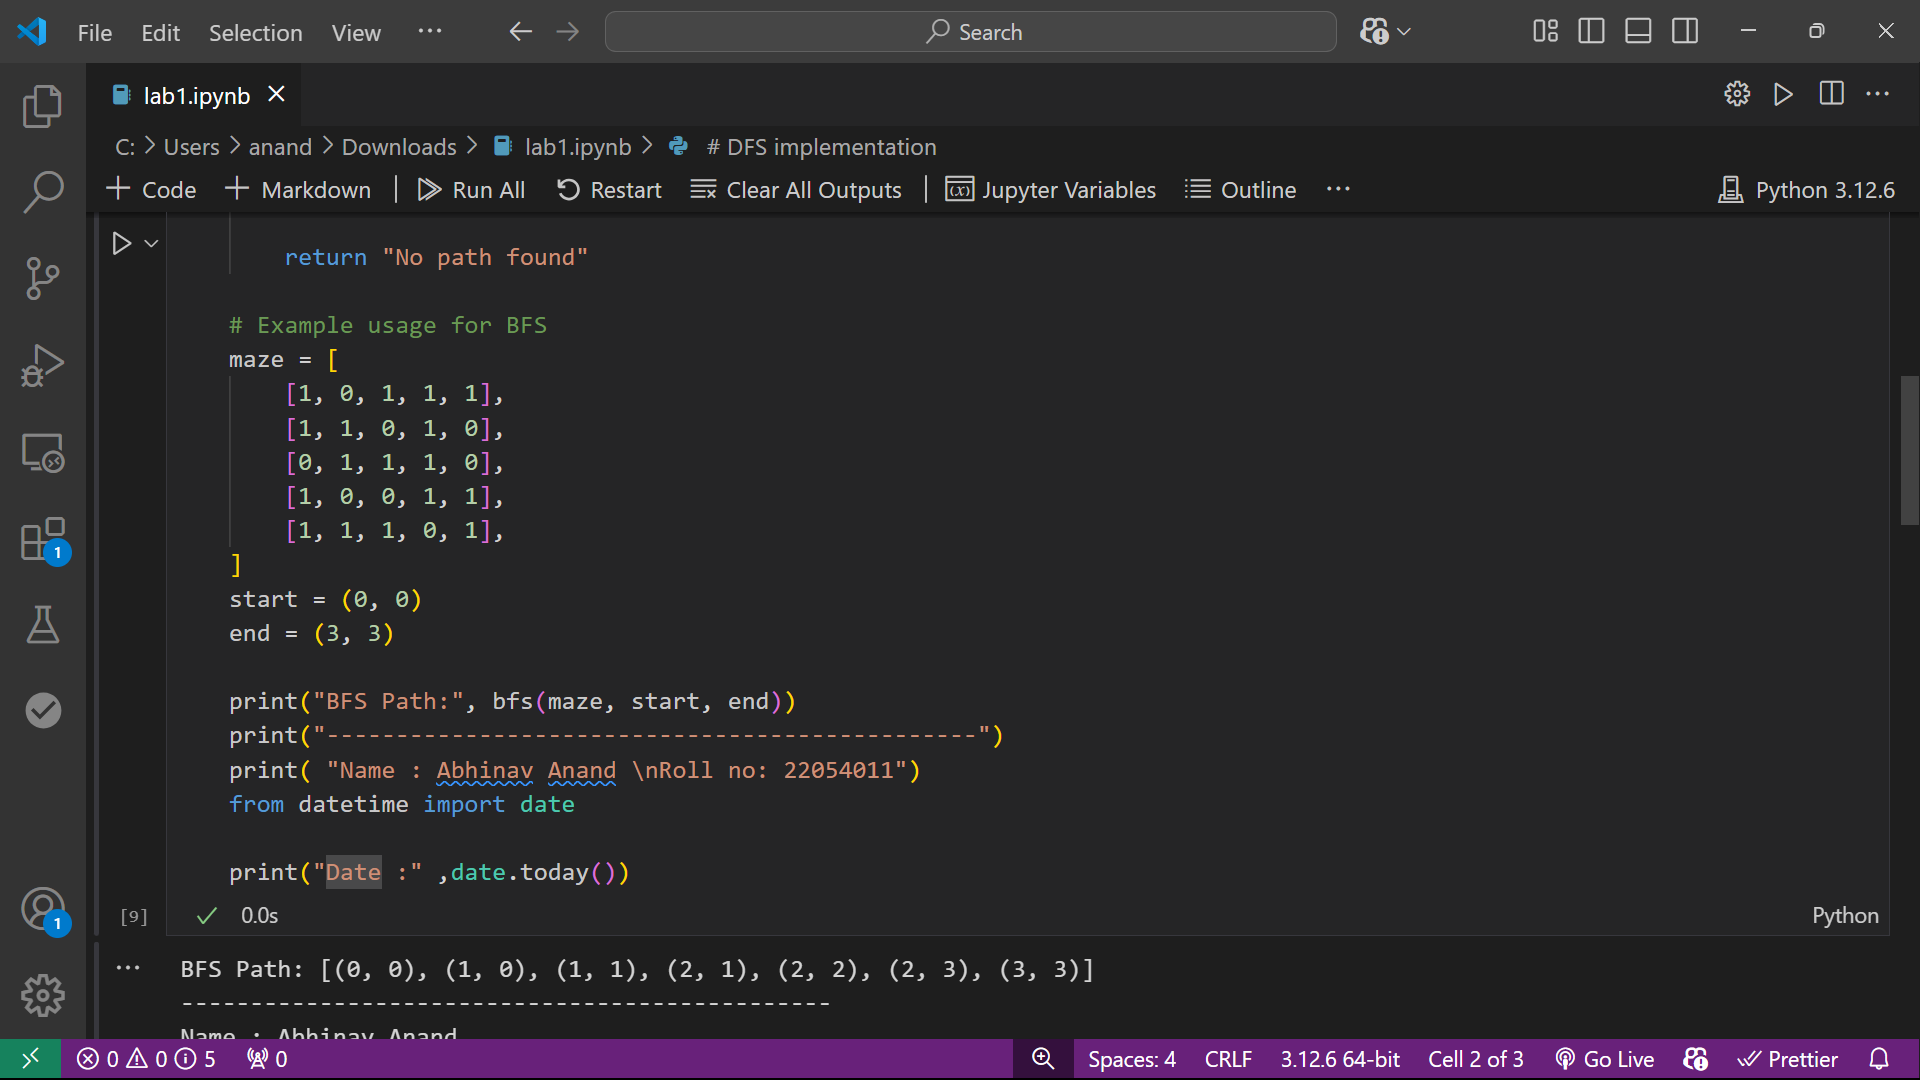 File Edit Selection View ··· Search
lab1.ipynb
C: > Users > anand > Downloads > lab1.ipynb > # DFS implementation
+ Code + Markdown | Run All Restart Clear All Outputs | Jupyter Variables Outline ··· Python 3.12.6
return "No path found"
# Example usage for BFS
maze = [
[1, 0, 1, 1, 1],
[1, 1, 0, 1, 0],
[0, 1, 1, 1, 0],
[1, 0, 0, 1, 1],
[1, 1, 1, 0, 1],
]
start = (0, 0)
end = (3, 3)
print("BFS Path:", bfs(maze, start, end))
print("-----------------------------------------------")
print( "Name : Abhinav Anand \nRoll no: 22054011")
from datetime import date
print("Date :" ,date.today())
[9] 0.0s Python
BFS Path: [(0, 0), (1, 0), (1, 1), (2, 1), (2, 2), (2, 3), (3, 3)]
-----------------------------------------------
Name : Abhinav Anand
1
1
0 0 5 0 Spaces: 4 CRLF 3.12.6 64-bit Cell 2 of 3 Go Live Prettier